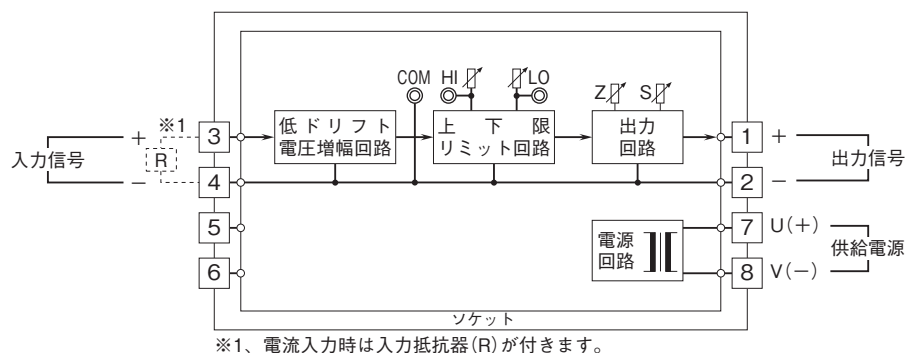 COM HI LO
Z S
※1
入力信号
+
R
−
3
4
5
6
低ドリフト
電圧増幅回路
上下限
リミット回路
出力
回路
電源
回路
1 +
2 −
出力信号
7 U(+)
8 V(−)
供給電源
ソケット
※1、電流入力時は入力抵抗器(R)が付きます。